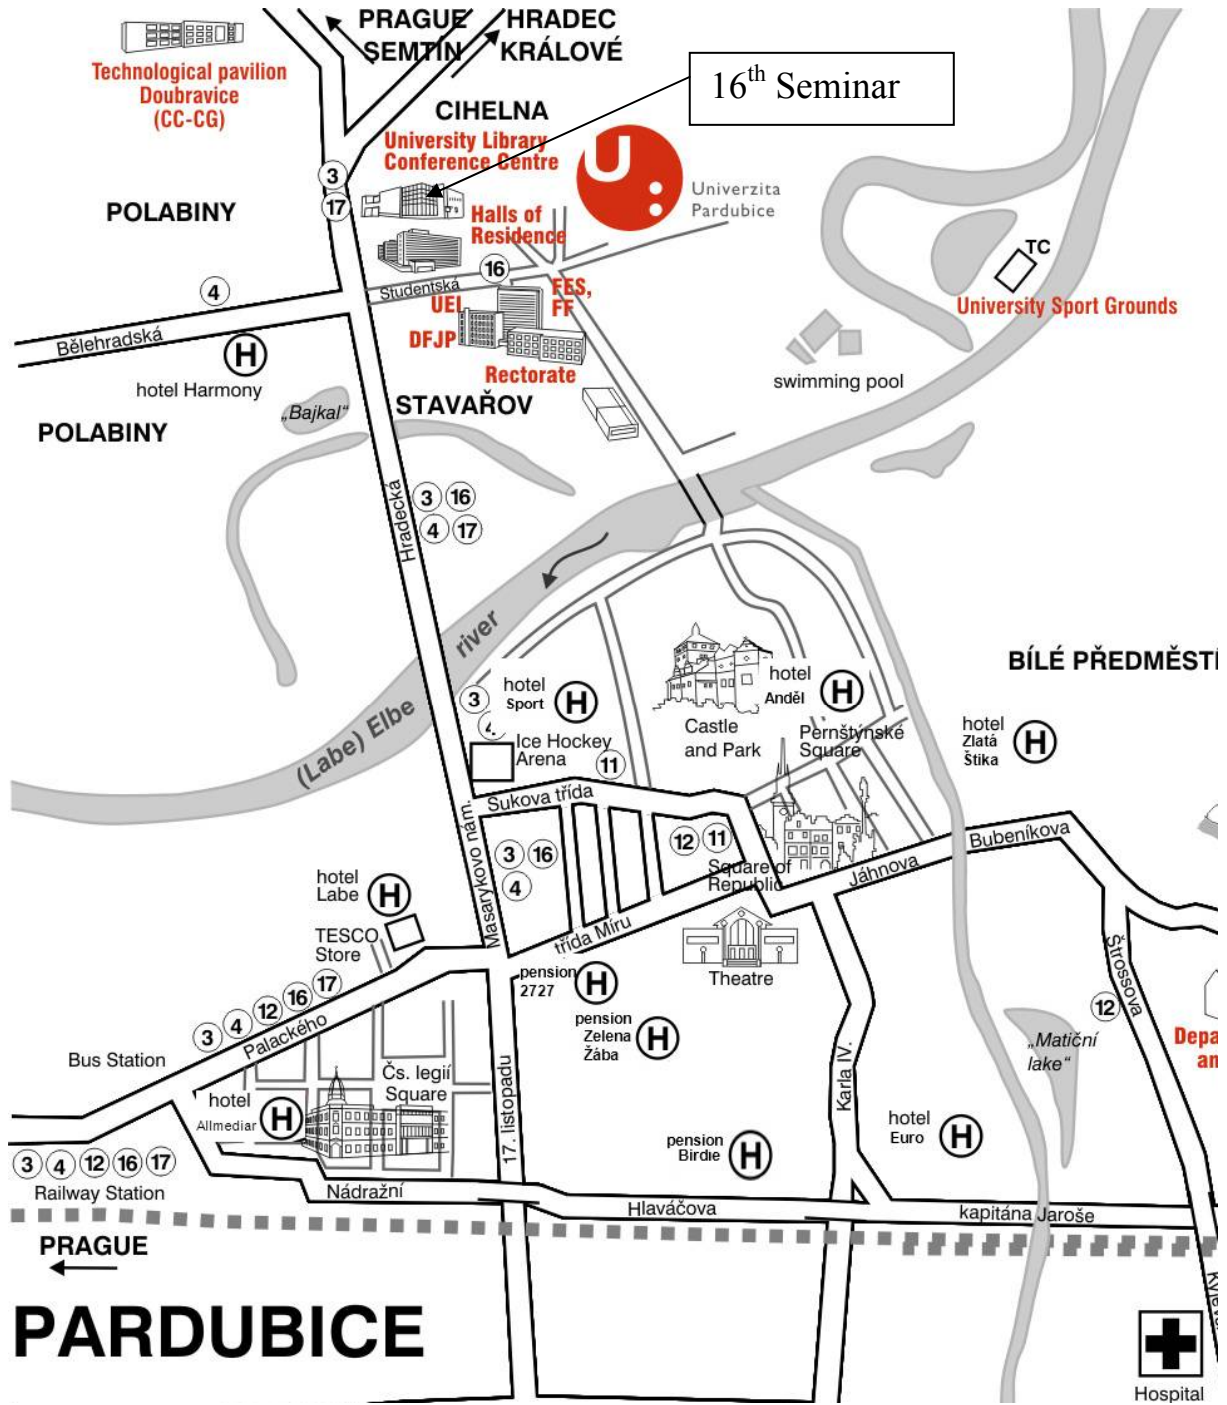 PRAGUE
SEMTÍN
HRADEC
KRÁLOVÉ
16th Seminar
Technological pavilion
Doubravice
(CC-CG)
CIHELNA
University Library
Conference Centre
U:
Univerzita
Pardubice
3
17
POLABINY
Halls of
Residence
TC
University Sport Grounds
16
Studentská
4
UEL
FES,
FF
DFJP
Rectorate
Bělehradská
H
hotel Harmony
swimming pool
„Bajkal“
STAVAŘOV
POLABINY
Hradecká
3 16
4 17
river
(Labe) Elbe
BÍLÉ PŘEDMĚSTÍ
3
4
hotel
Sport
H
Ice Hockey
Arena
11
Castle
and Park
hotel
Anděl
H
Pernštýnské
Square
hotel
Zlatá
Štika
H
Sukova třída
Masarykovo nám.
3 16
4
12 11
Square of
Republic
Jáhnova
Bubeníkova
hotel
Labe
H
TESCO
Store
třída Míru
Theatre
pension
2727
H
pension
Zelena
Žába
H
Štrossova
12
3 4 12 16 17
Palackého
Bus Station
Čs. legií
Square
17. listopadu
Karla IV.
„Matiční
lake“
hotel
Allmediar
H
hotel
Euro
H
pension
Birdie
H
3 4 12 16 17
Railway Station
Nádražní
Hlaváčova
kapitána Jaroše
PRAGUE
PARDUBICE
Hospital